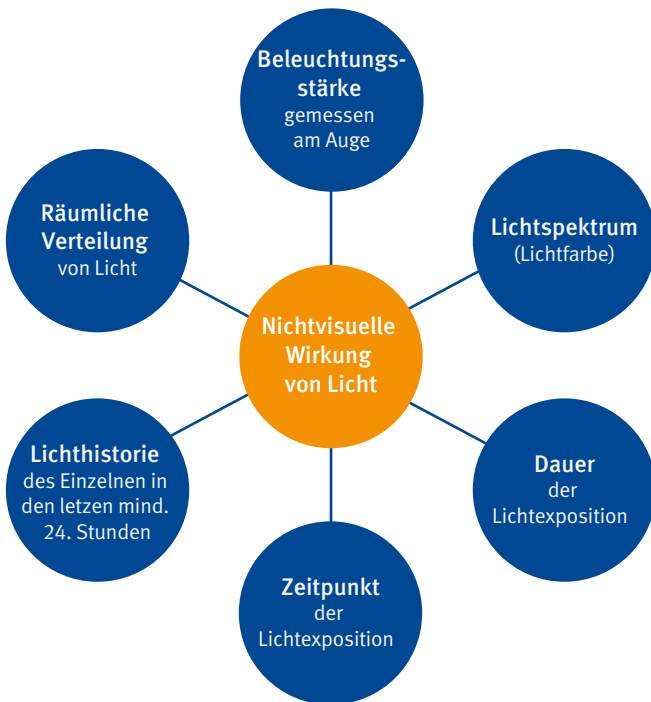 Beleuchtungs-
stärke
gemessen
am Auge
Räumliche
Verteilung
von Licht
Lichtspektrum
(Lichtfarbe)
Nichtvisuelle
Wirkung
von Licht
Lichthistorie
des Einzelnen in
den letzen mind.
24. Stunden
Dauer
der
Lichtexposition
Zeitpunkt
der
Lichtexposition